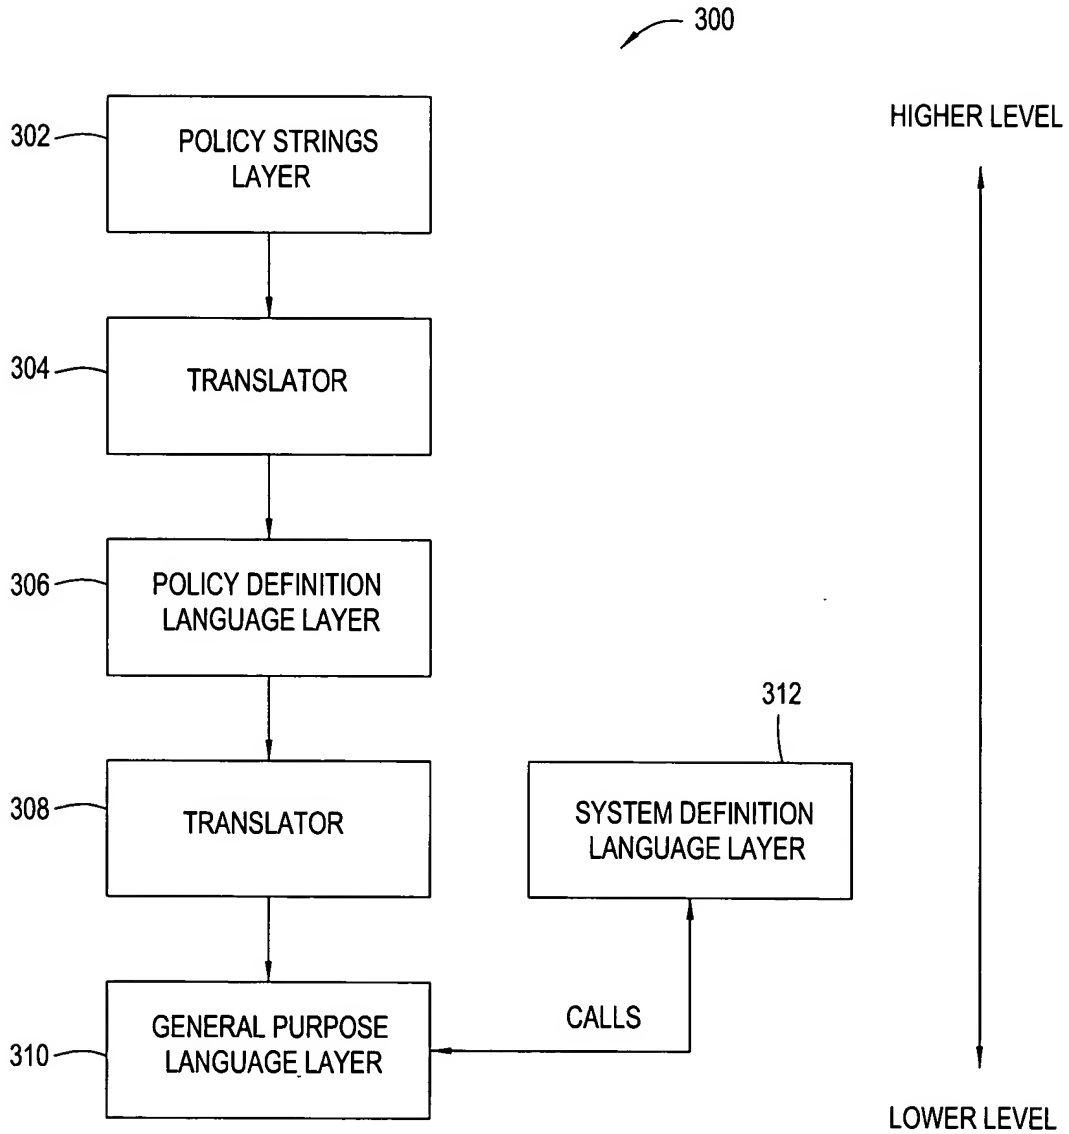 300
HIGHER LEVEL
302
POLICY STRINGS
LAYER
304
TRANSLATOR
306
POLICY DEFINITION
LANGUAGE LAYER
312
308
TRANSLATOR
SYSTEM DEFINITION
LANGUAGE LAYER
310
GENERAL PURPOSE
LANGUAGE LAYER
CALLS
LOWER LEVEL